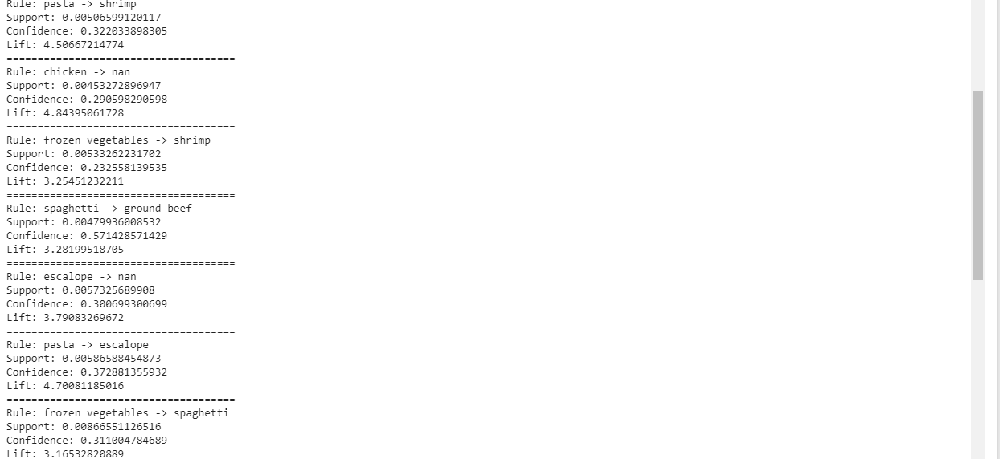 Rule: pasta -> shrimp
Support: 0.00506599120117
Confidence: 0.322033898305
Lift: 4.50667214774
=====================================
Rule: chicken -> nan
Support: 0.00453272896947
Confidence: 0.290598290598
Lift: 4.84395061728
=====================================
Rule: frozen vegetables -> shrimp
Support: 0.00533262231702
Confidence: 0.232558139535
Lift: 3.25451232211
=====================================
Rule: spaghetti -> ground beef
Support: 0.00479936008532
Confidence: 0.571428571429
Lift: 3.28199518705
=====================================
Rule: escalope -> nan
Support: 0.0057325689908
Confidence: 0.300699300699
Lift: 3.79083269672
=====================================
Rule: pasta -> escalope
Support: 0.00586588454873
Confidence: 0.372881355932
Lift: 4.70081185016
=====================================
Rule: frozen vegetables -> spaghetti
Support: 0.00866551126516
Confidence: 0.311004784689
Lift: 3.16532820889